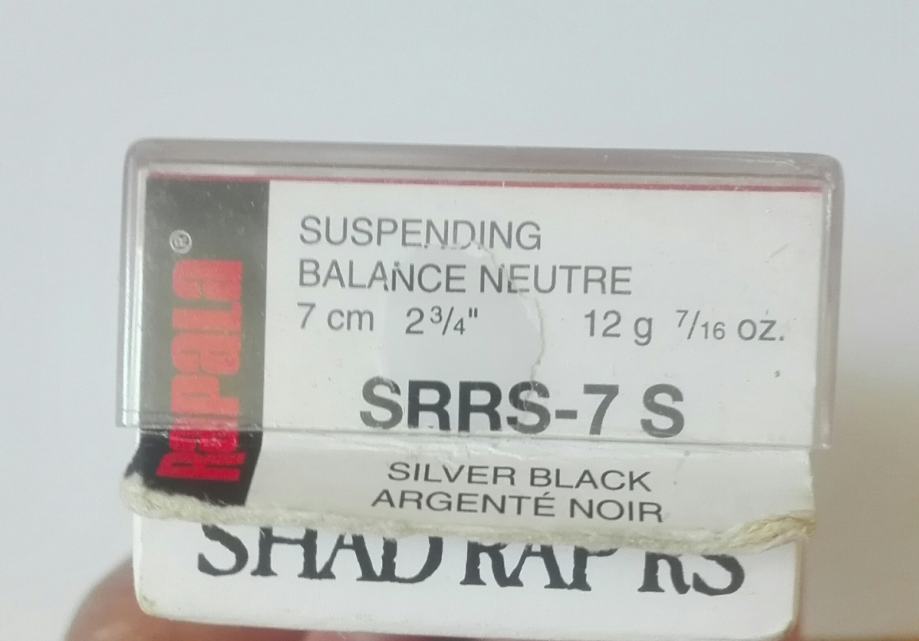 Rapala®
SUSPENDING
BALANCE NEUTRE
7 cm 2 3/4" 12 g 7/16 oz.
SRRS-7 S
SILVER BLACK
ARGENTÉ NOIR
SHAD RAP RS